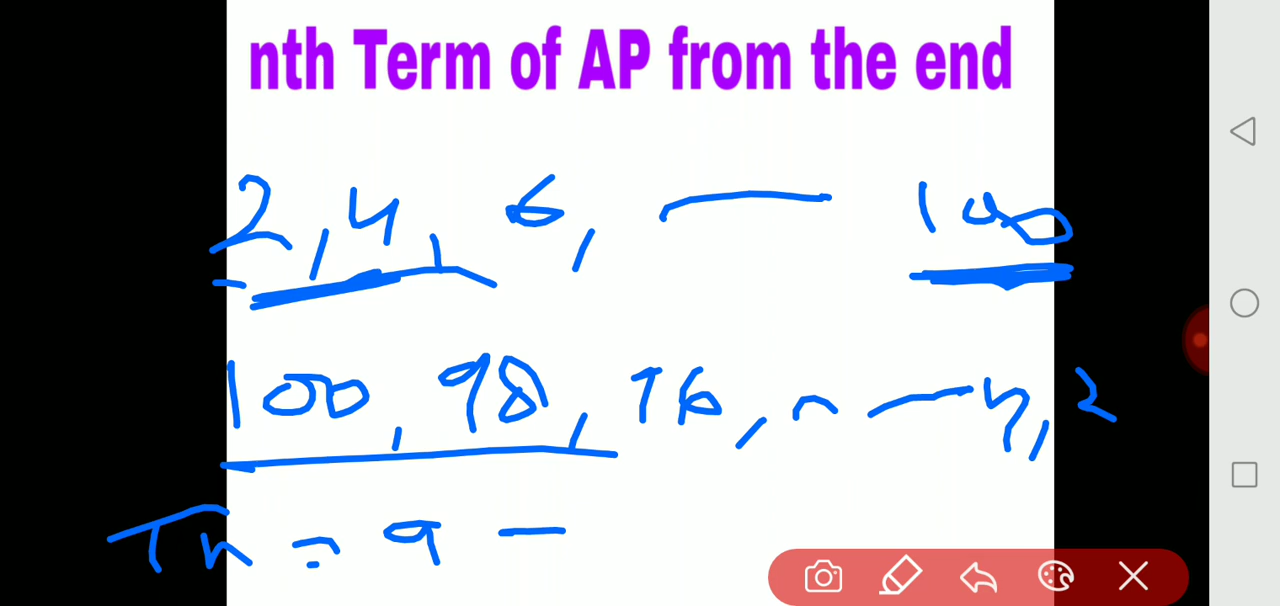 nth Term of AP from the end
2, 4, 6, — 100
100, 98, 96, — 4, 2
Tn = a —